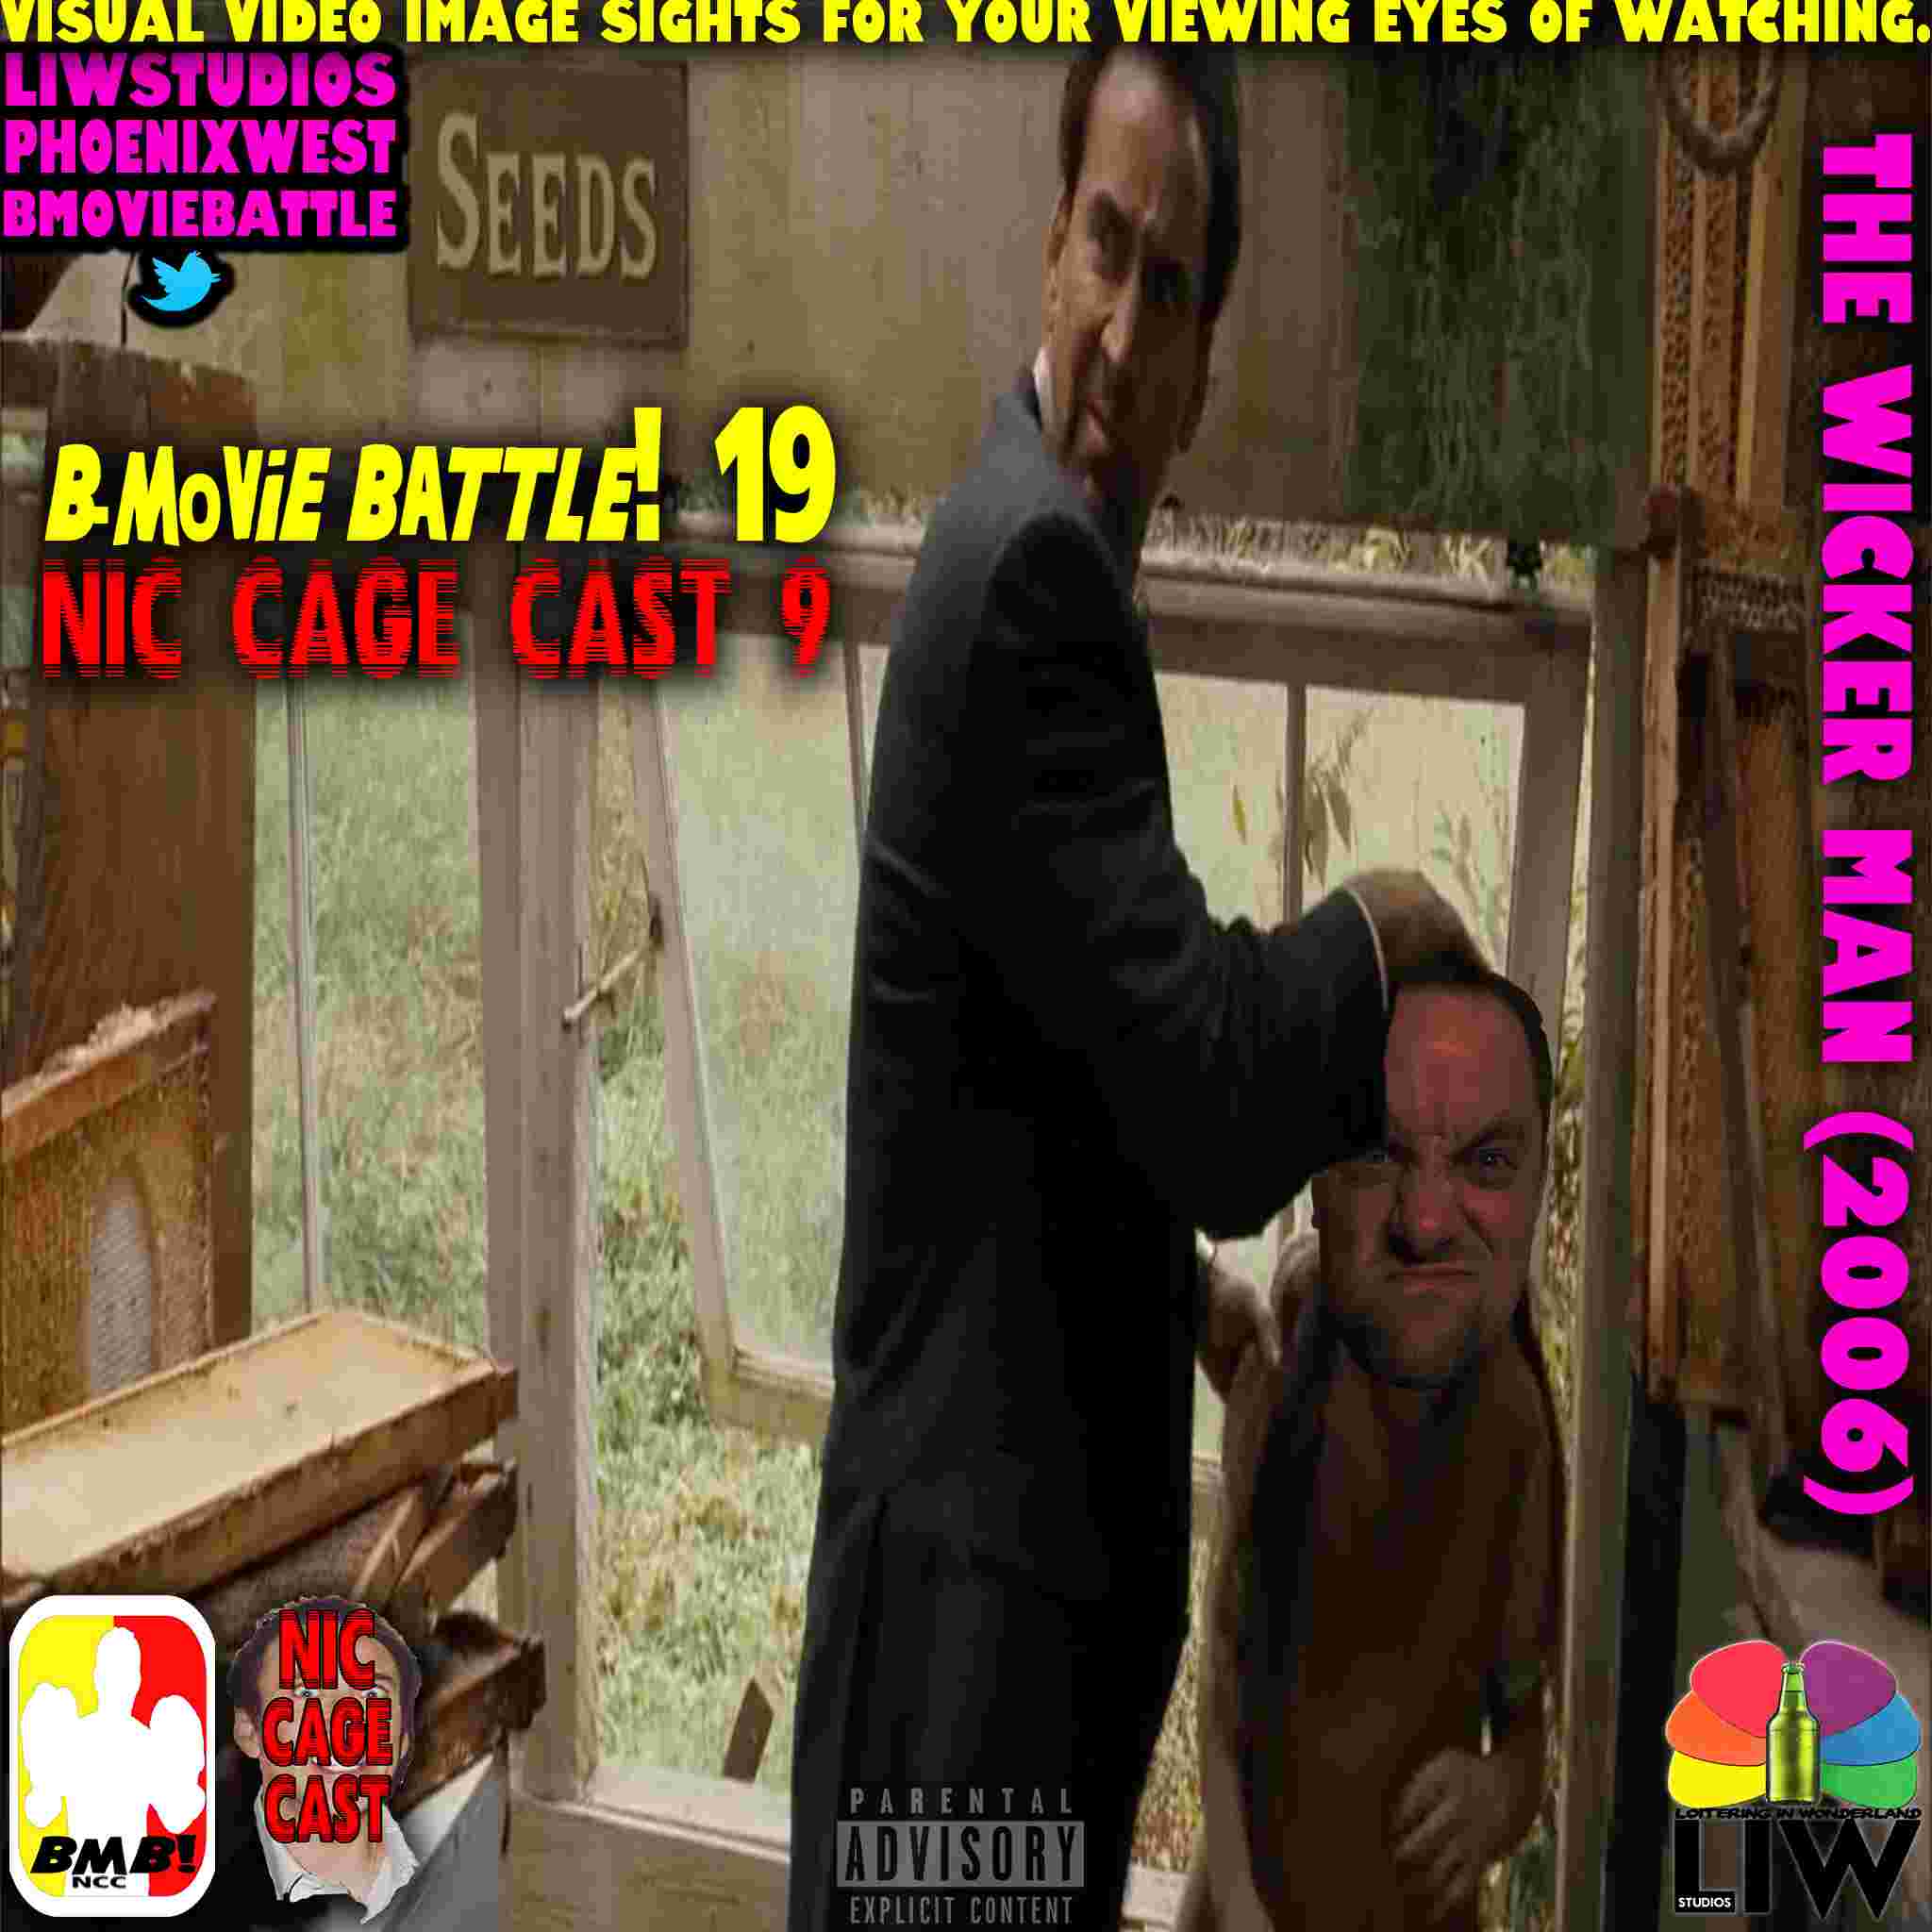 VISUAL VIDEO IMAGE SIGHTS FOR YOUR VIEWING EYES OF WATCHING.
LIWSTUDIOS
PHOENIXWEST
BMOVIEBATTLE
SEEDS
B-MOVIE BATTLE! 19
NIC CAGE CAST 9
THE WICKER MAN (2006)
BMB!
NCC
NIC
CAGE
CAST
PARENTAL
ADVISORY
EXPLICIT CONTENT
LOITERING IN WONDERLAND
LIW
STUDIOS